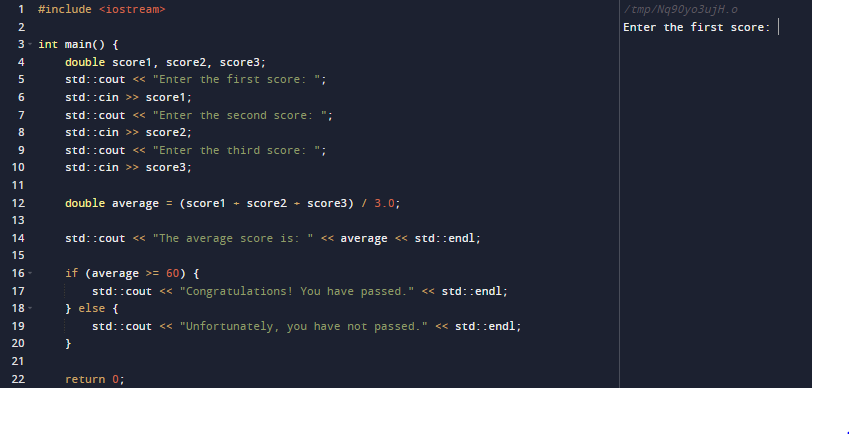 1 #include <iostream>
2
3 int main() {
4 double score1, score2, score3;
5 std::cout << "Enter the first score: ";
6 std::cin >> score1;
7 std::cout << "Enter the second score: ";
8 std::cin >> score2;
9 std::cout << "Enter the third score: ";
10 std::cin >> score3;
11
12 double average = (score1 + score2 + score3) / 3.0;
13
14 std::cout << "The average score is: " << average << std::endl;
15
16 if (average >= 60) {
17 std::cout << "Congratulations! You have passed." << std::endl;
18 } else {
19 std::cout << "Unfortunately, you have not passed." << std::endl;
20 }
21
22 return 0;
/tmp/Nq9Oyo3ujH.o
Enter the first score: